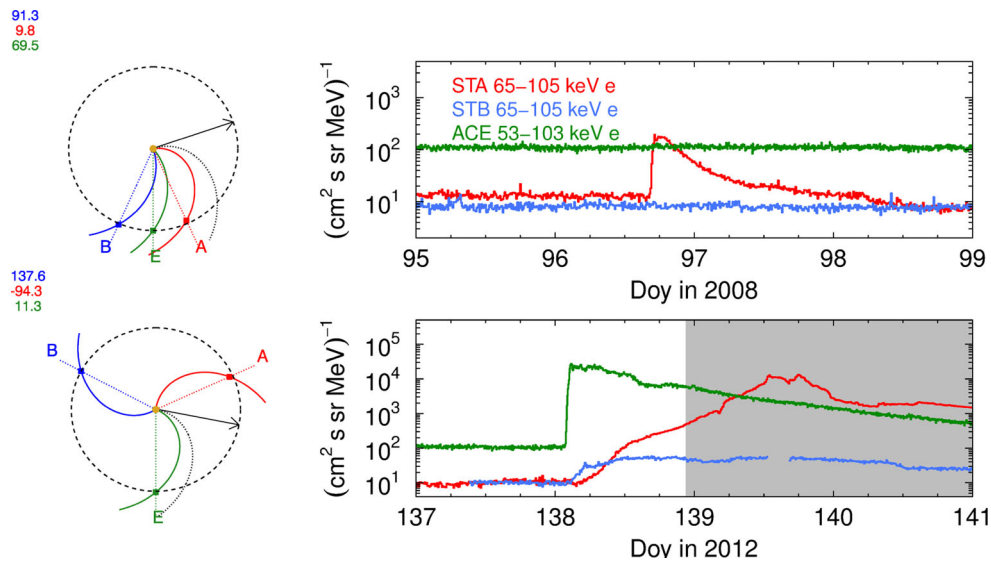 91.3
9.8
69.5
B
E
A
(cm² s sr MeV)⁻¹
10³
10²
10¹
STA 65−105 keV e
STB 65−105 keV e
ACE 53−103 keV e
95
96
97
98
99
Doy in 2008
137.6
-94.3
11.3
B
A
E
(cm² s sr MeV)⁻¹
10⁵
10⁴
10³
10²
10¹
137
138
139
140
141
Doy in 2012